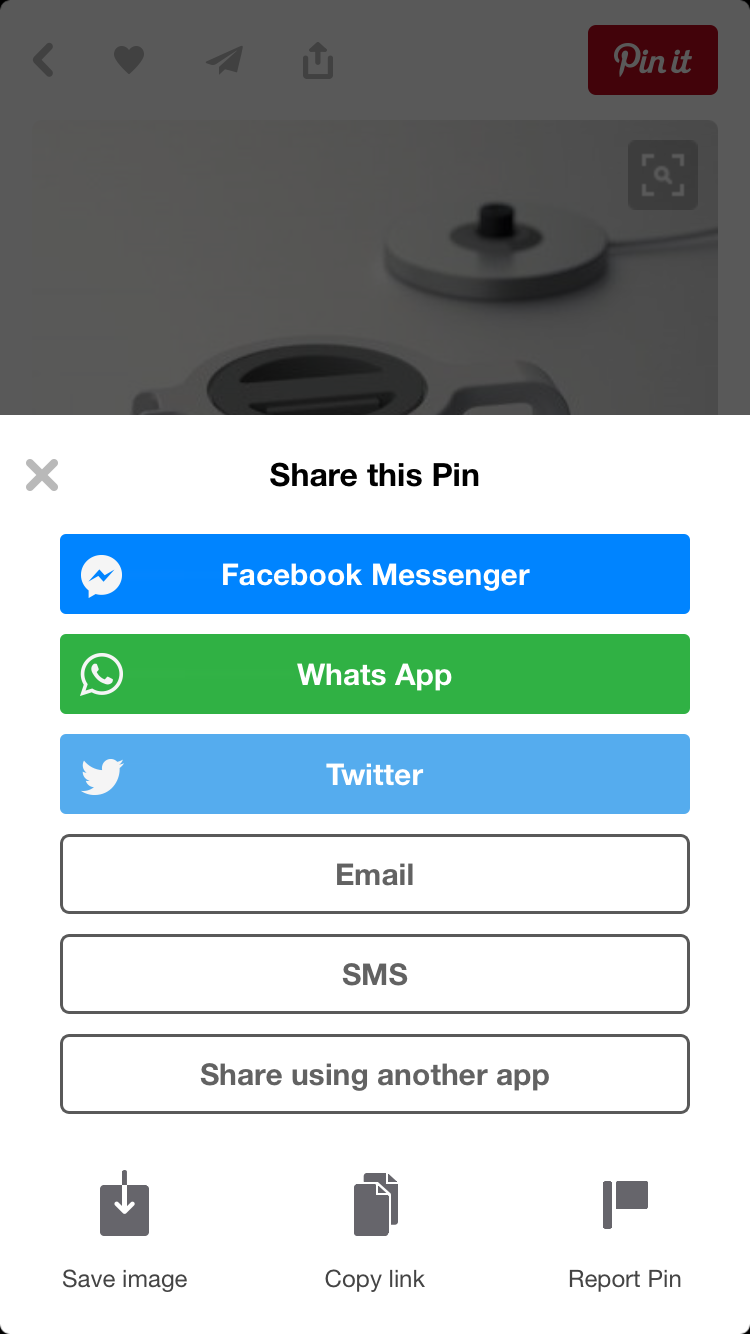 Pin it
Share this Pin
Facebook Messenger
Whats App
Twitter
Email
SMS
Share using another app
Save image
Copy link
Report Pin